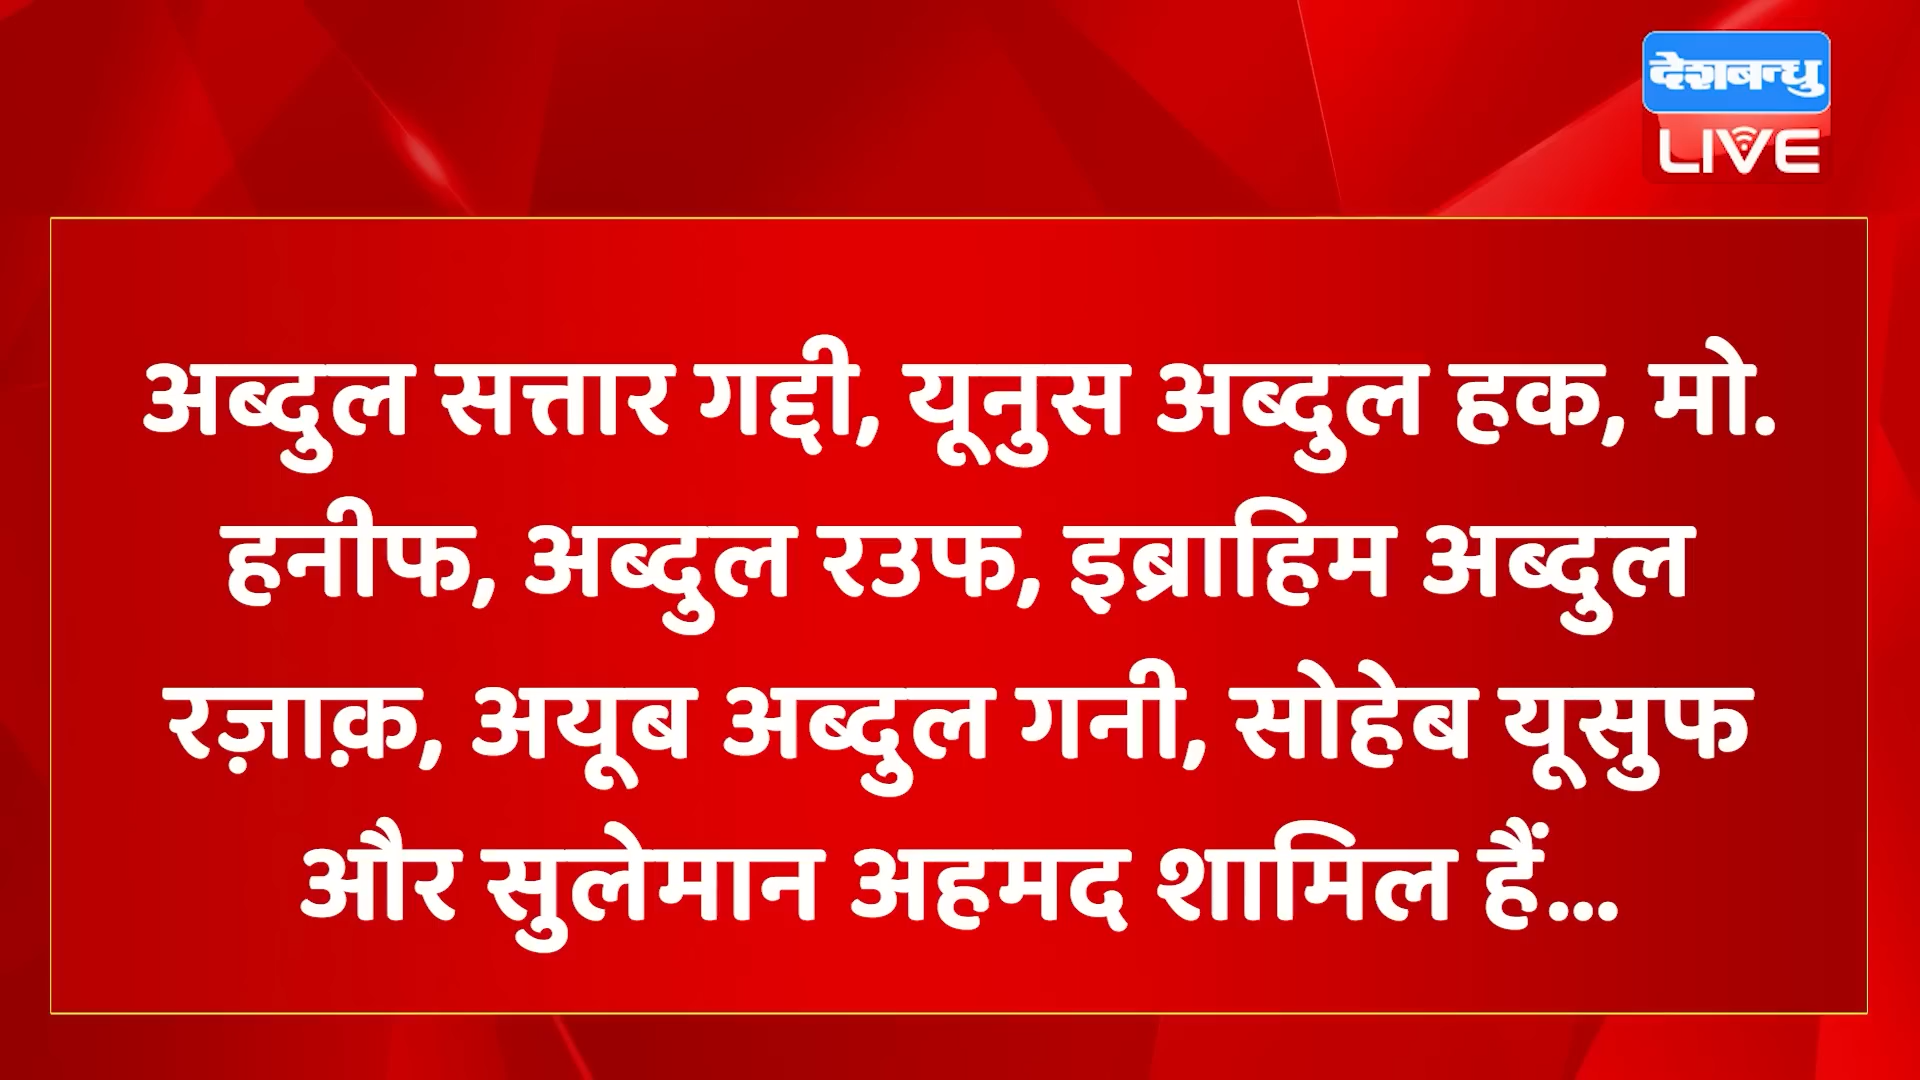 देशबन्धु
LIVE
अब्दुल सत्तार गद्दी, यूनुस अब्दुल हक, मो.
हनीफ, अब्दुल रउफ, इब्राहिम अब्दुल
रज़ाक़, अयूब अब्दुल गनी, सोहेब यूसुफ
और सुलेमान अहमद शामिल हैं...